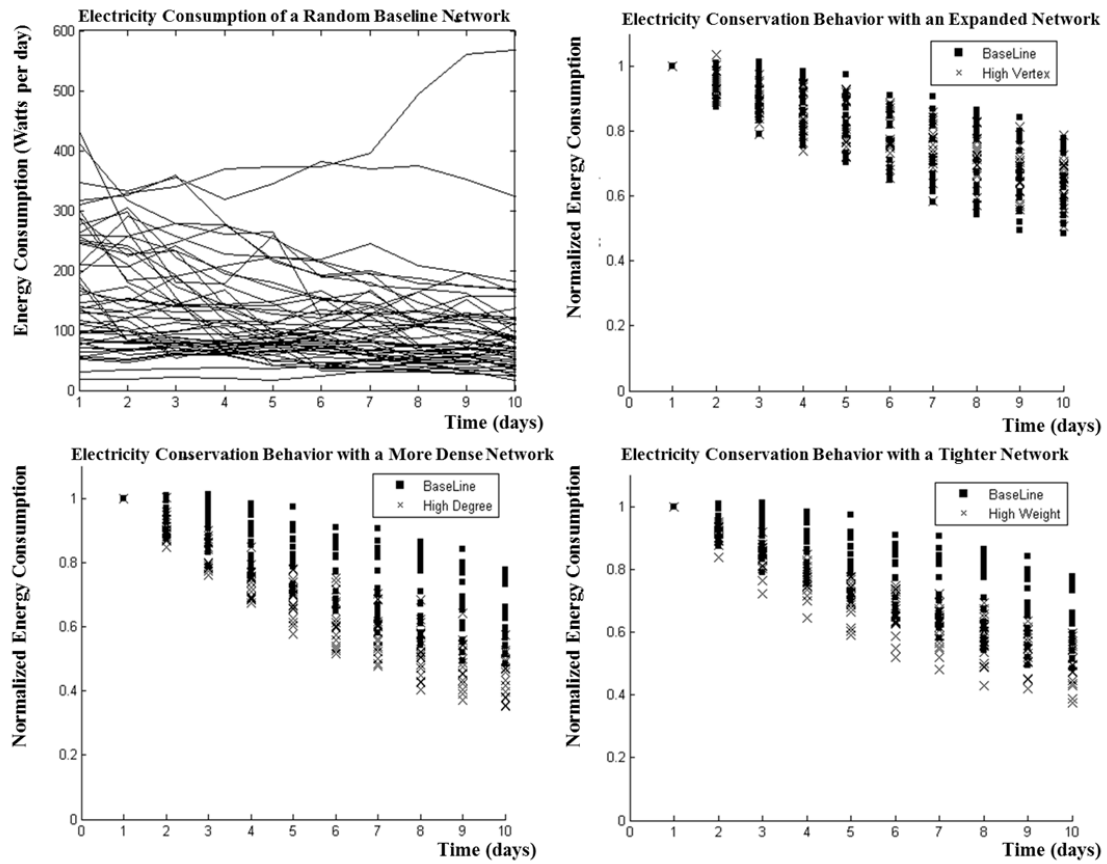 Electricity Consumption of a Random Baseline Network
Energy Consumption (Watts per day)
600
500
400
300
200
100
0
1 2 3 4 5 6 7 8 9 10
Time (days)
Electricity Conservation Behavior with an Expanded Network
Normalized Energy Consumption
BaseLine
High Vertex
1
0.8
0.6
0.4
0.2
0
0 1 2 3 4 5 6 7 8 9 10
Time (days)
Electricity Conservation Behavior with a More Dense Network
Normalized Energy Consumption
BaseLine
High Degree
1
0.8
0.6
0.4
0.2
0
0 1 2 3 4 5 6 7 8 9 10
Time (days)
Electricity Conservation Behavior with a Tighter Network
Normalized Energy Consumption
BaseLine
High Weight
1
0.8
0.6
0.4
0.2
0
0 1 2 3 4 5 6 7 8 9 10
Time (days)